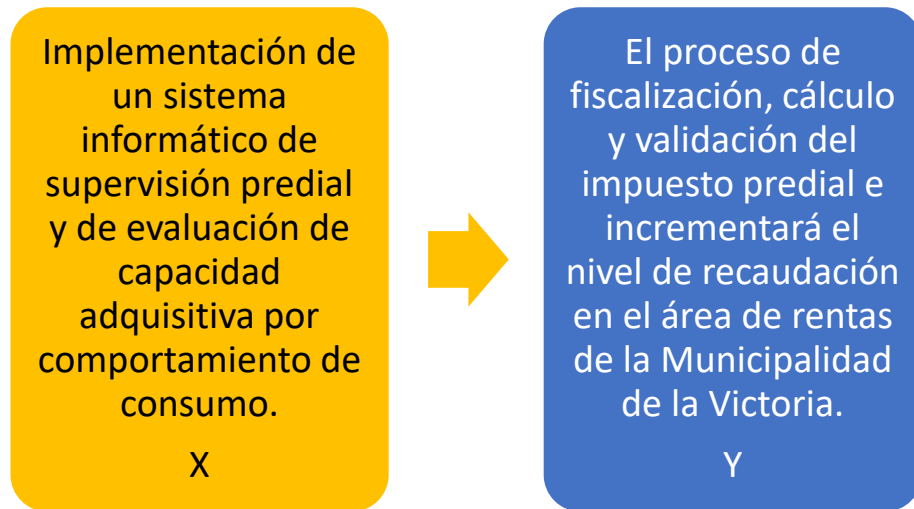 Implementación de
un sistema
informático de
supervisión predial
y de evaluación de
capacidad
adquisitiva por
comportamiento de
consumo.
X
El proceso de
fiscalización, cálculo
y validación del
impuesto predial e
incrementará el
nivel de recaudación
en el área de rentas
de la Municipalidad
de la Victoria.
Y